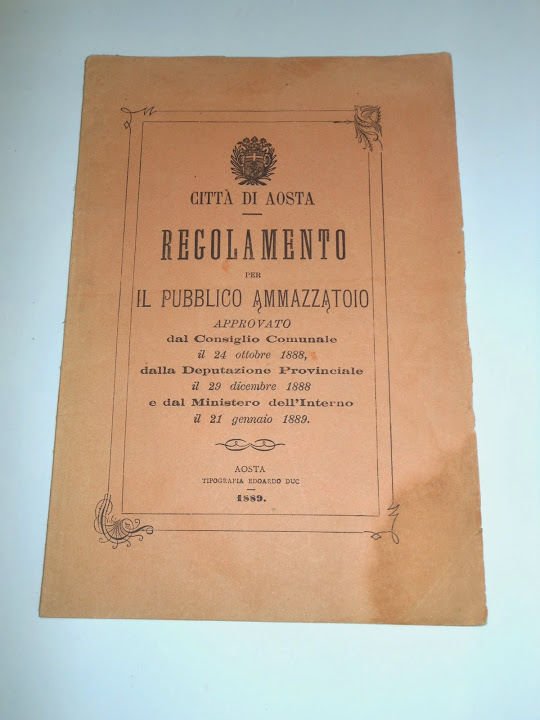 CITTÀ DI AOSTA
REGOLAMENTO
PER
IL PUBBLICO AMMAZZATOIO
APPROVATO
dal Consiglio Comunale
il 24 ottobre 1888,
dalla Deputazione Provinciale
il 29 dicembre 1888
e dal Ministero dell'Interno
il 21 gennaio 1889.
AOSTA
TIPOGRAFIA EDOARDO DUC
1889.